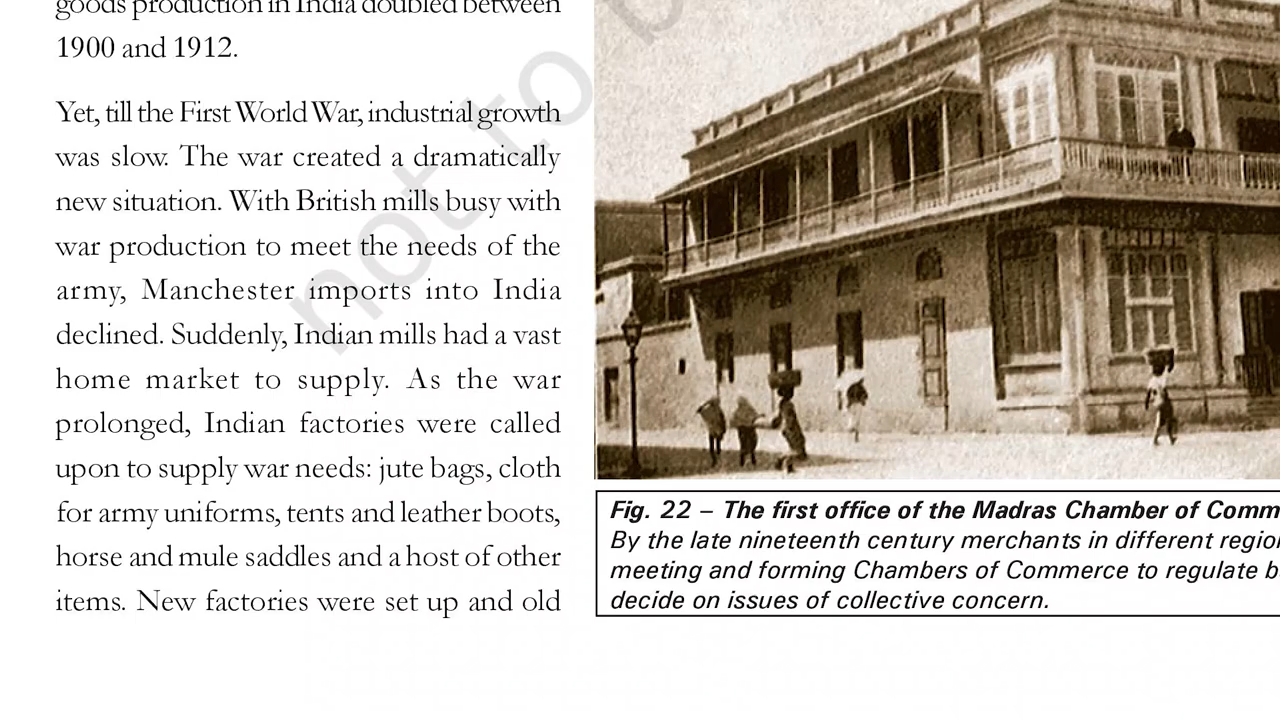 goods production in India doubled between
1900 and 1912.
Yet, till the First World War, industrial growth
was slow. The war created a dramatically
new situation. With British mills busy with
war production to meet the needs of the
army, Manchester imports into India
declined. Suddenly, Indian mills had a vast
home market to supply. As the war
prolonged, Indian factories were called
upon to supply war needs: jute bags, cloth
for army uniforms, tents and leather boots,
horse and mule saddles and a host of other
items. New factories were set up and old
not to b
Fig. 22 – The first office of the Madras Chamber of Comm
By the late nineteenth century merchants in different region
meeting and forming Chambers of Commerce to regulate b
decide on issues of collective concern.